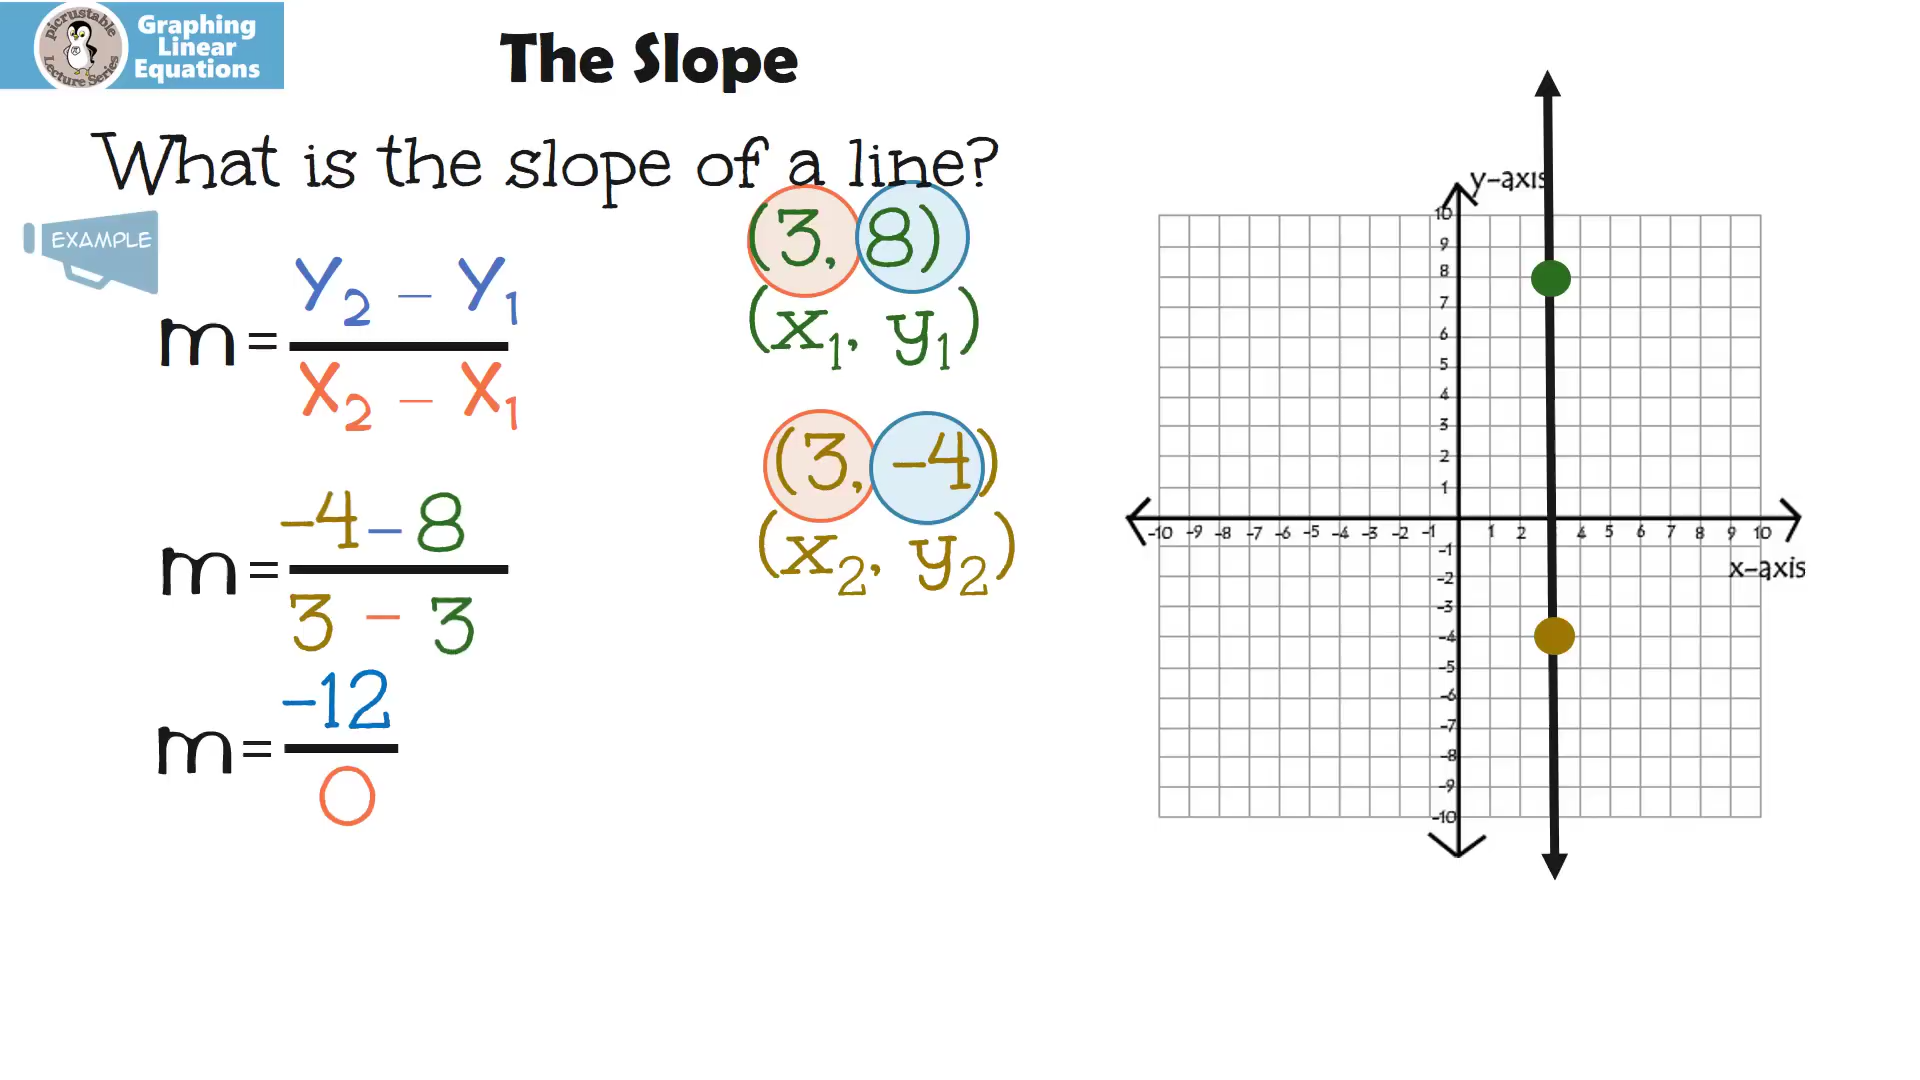 picrustable
Lecture Series
Graphing
Linear
Equations
The Slope
What is the slope of a line?
EXAMPLE
m = Y₂ – Y₁
X₂ – X₁
(3, 8)
(x₁, y₁)
(3, -4)
(x₂, y₂)
m = -4 – 8
3 – 3
m = -12
0
y-axis
10
9
8
7
6
5
4
3
2
1
-10 -9 -8 -7 -6 -5 -4 -3 -2 -1 1 2 4 5 6 7 8 9 10
x-axis
-1
-2
-3
-4
-5
-6
-7
-8
-9
-10